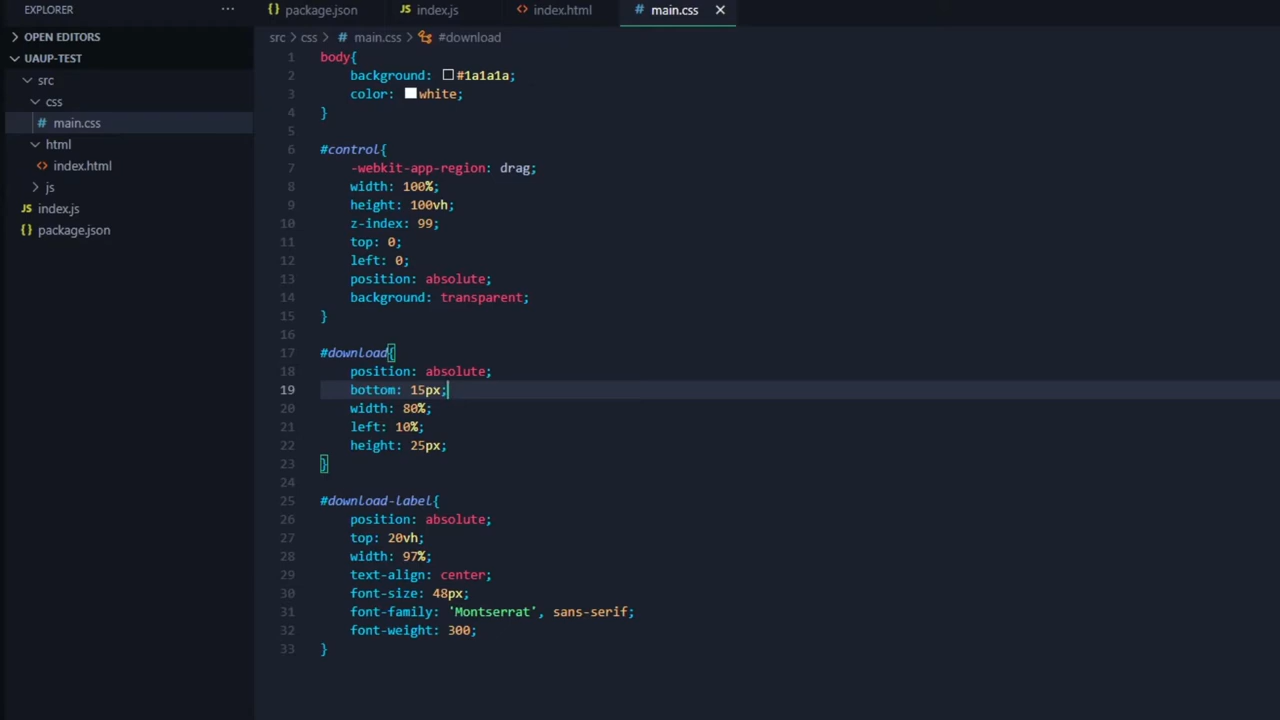 EXPLORER ···
OPEN EDITORS
UAUP-TEST
src
css
# main.css
html
<> index.html
js
JS index.js
{} package.json
{} package.json JS index.js <> index.html # main.css ×
src > css > # main.css > #download
1 body{
2 background: #1a1a1a;
3 color: white;
4 }
5
6 #control{
7 -webkit-app-region: drag;
8 width: 100%;
9 height: 100vh;
10 z-index: 99;
11 top: 0;
12 left: 0;
13 position: absolute;
14 background: transparent;
15 }
16
17 #download{
18 position: absolute;
19 bottom: 15px;
20 width: 80%;
21 left: 10%;
22 height: 25px;
23 }
24
25 #download-label{
26 position: absolute;
27 top: 20vh;
28 width: 97%;
29 text-align: center;
30 font-size: 48px;
31 font-family: 'Montserrat', sans-serif;
32 font-weight: 300;
33 }